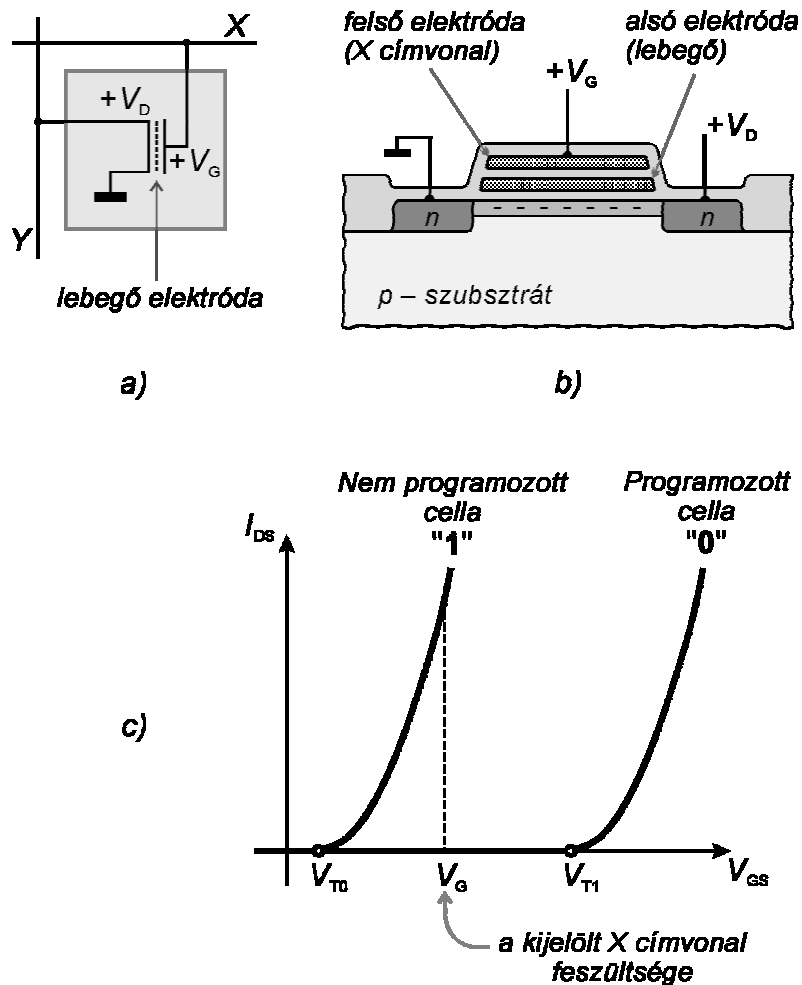 X
+V_D
+V_G
Y
lebegő elektróda
a)
felső elektróda
(X címvonal)
alsó elektróda
(lebegő)
+V_G
+V_D
n
n
p – szubsztrát
b)
Nem programozott
cella
"1"
Programozott
cella
"0"
I_DS
c)
V_T0
V_G
V_T1
V_GS
a kijelölt X címvonal
feszültsége